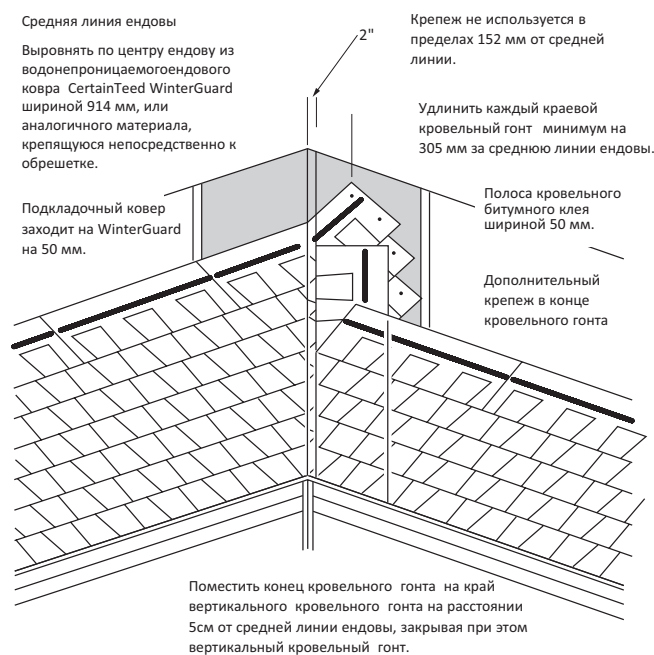 Средняя линия ендовы
Выровнять по центру ендову из
водонепроницаемогоендового
ковра CertainTeed WinterGuard
шириной 914 мм, или
аналогичного материала,
крепящуюся непосредственно к
обрешетке.
Подкладочный ковер
заходит на WinterGuard
на 50 мм.
2"
Крепеж не используется в
пределах 152 мм от средней
линии.
Удлинить каждый краевой
кровельный гонт минимум на
305 мм за среднюю линии ендовы.
Полоса кровельного
битумного клея
шириной 50 мм.
Дополнительный
крепеж в конце
кровельного гонта
Поместить конец кровельного гонта на край
вертикального кровельного гонта на расстоянии
5см от средней линии ендовы, закрывая при этом
вертикальный кровельный гонт.